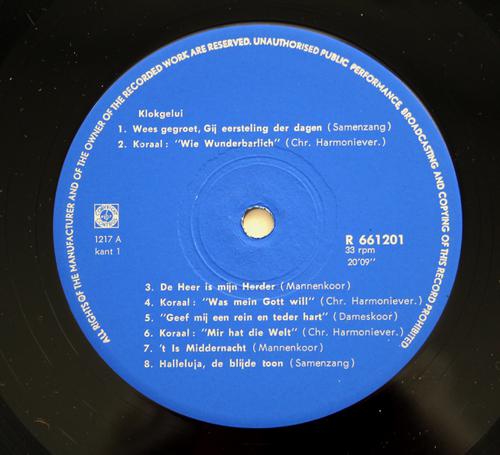 ALL RIGHTS OF THE MANUFACTURER AND OF THE OWNER OF THE RECORDED WORK ARE RESERVED. UNAUTHORISED PUBLIC PERFORMANCE, BROADCASTING AND COPYING OF THIS RECORD PROHIBITED
Klokgelui
1. Wees gegroet, Gij eersteling der dagen (Samenzang)
2. Koraal: "Wie Wunderbarlich" (Chr. Harmoniever.)
1217 A
kant 1
R 661201
33 rpm
20'09"
3. De Heer is mijn Herder (Mannenkoor)
4. Koraal: "Was mein Gott will" (Chr. Harmoniever.)
5. "Geef mij een rein en teder hart" (Dameskoor)
6. Koraal: "Mir hat die Welt" (Chr. Harmoniever.)
7. 't Is Middernacht (Mannenkoor)
8. Halleluja, de blijde toon (Samenzang)